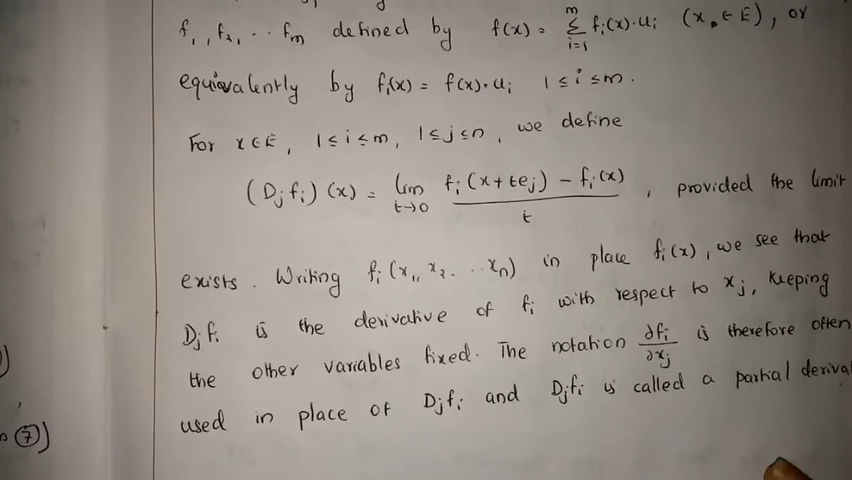 f₁, f₂, .. fₘ defined by f(x) = Σᵢ₌₁ᵐ fᵢ(x)·uᵢ (x ∈ E), or
equivalently by fᵢ(x) = f(x)·uᵢ 1 ≤ i ≤ m.
For x ∈ E, 1 ≤ i ≤ m, 1 ≤ j ≤ n, we define
(Dⱼ fᵢ)(x) = lim t→0 (fᵢ(x + teⱼ) − fᵢ(x)) / t , provided the limit
exists. Writing fᵢ(x₁, x₂ ... xₙ) in place fᵢ(x), we see that
Dⱼfᵢ is the derivative of fᵢ with respect to xⱼ, keeping
the other variables fixed. The notation ∂fᵢ/∂xⱼ is therefore often
used in place of Dⱼfᵢ and Dⱼfᵢ is called a partial deriva
⑦)